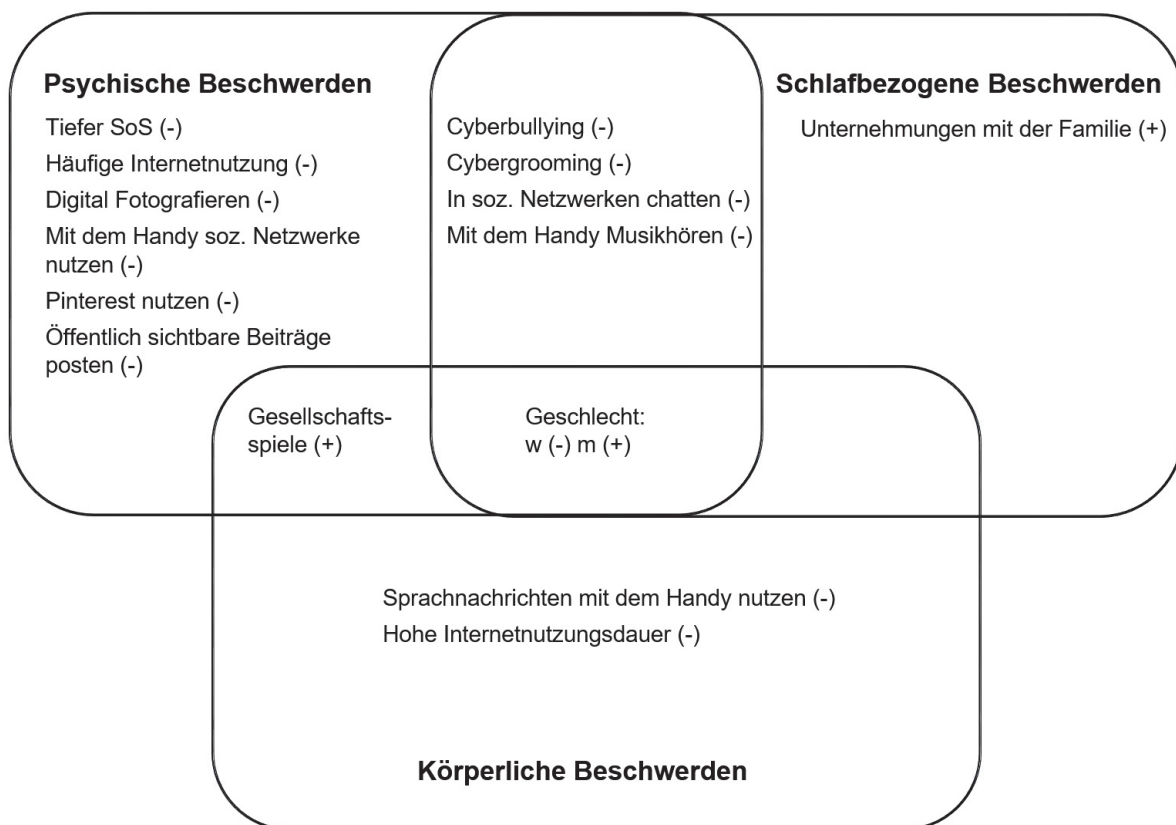 Psychische Beschwerden
Tiefer SoS (-)
Häufige Internetnutzung (-)
Digital Fotografieren (-)
Mit dem Handy soz. Netzwerke
nutzen (-)
Pinterest nutzen (-)
Öffentlich sichtbare Beiträge
posten (-)
Cyberbullying (-)
Cybergrooming (-)
In soz. Netzwerken chatten (-)
Mit dem Handy Musikhören (-)
Schlafbezogene Beschwerden
Unternehmungen mit der Familie (+)
Gesellschafts-
spiele (+)
Geschlecht:
w (-) m (+)
Sprachnachrichten mit dem Handy nutzen (-)
Hohe Internetnutzungsdauer (-)
Körperliche Beschwerden